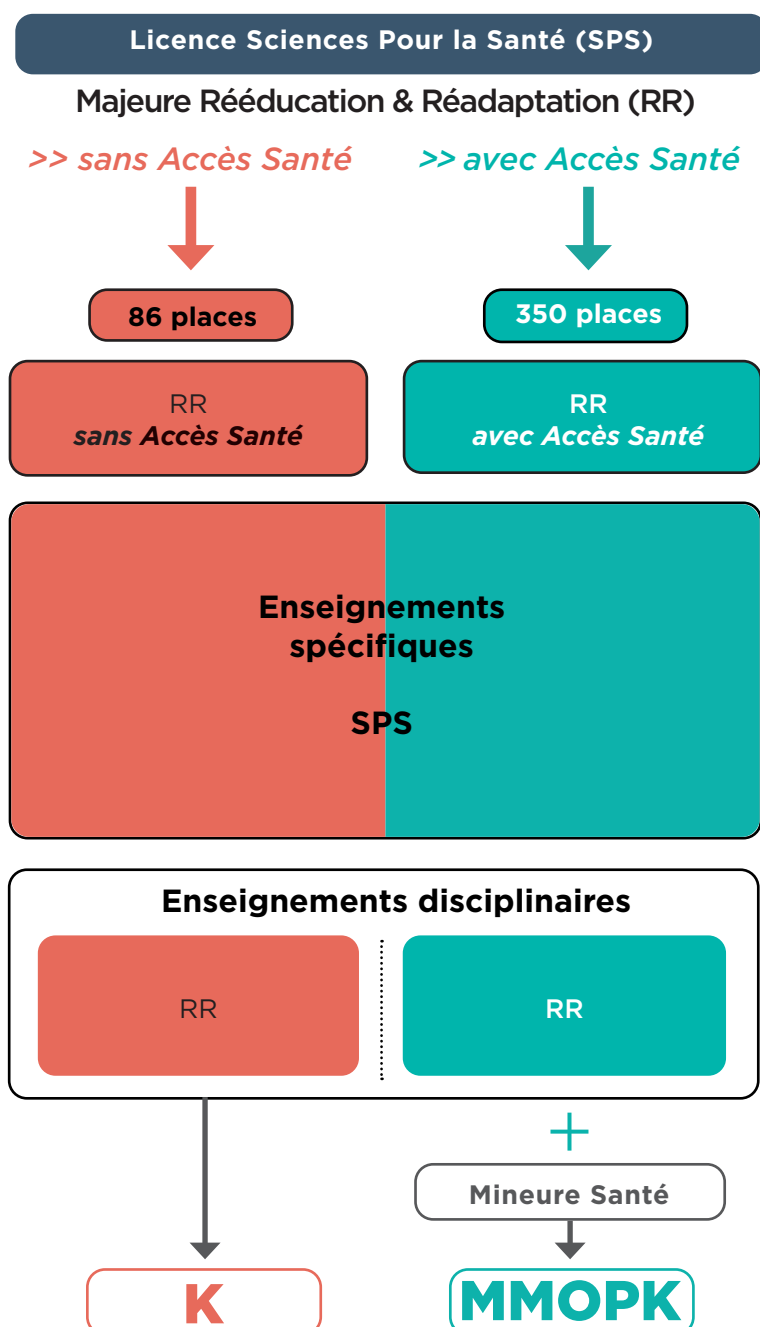 Licence Sciences Pour la Santé (SPS)
Majeure Rééducation & Réadaptation (RR)
>> sans Accès Santé
>> avec Accès Santé
86 places
350 places
RR
sans Accès Santé
RR
avec Accès Santé
Enseignements
spécifiques
SPS
Enseignements disciplinaires
RR
RR
+
Mineure Santé
K
MMOPK